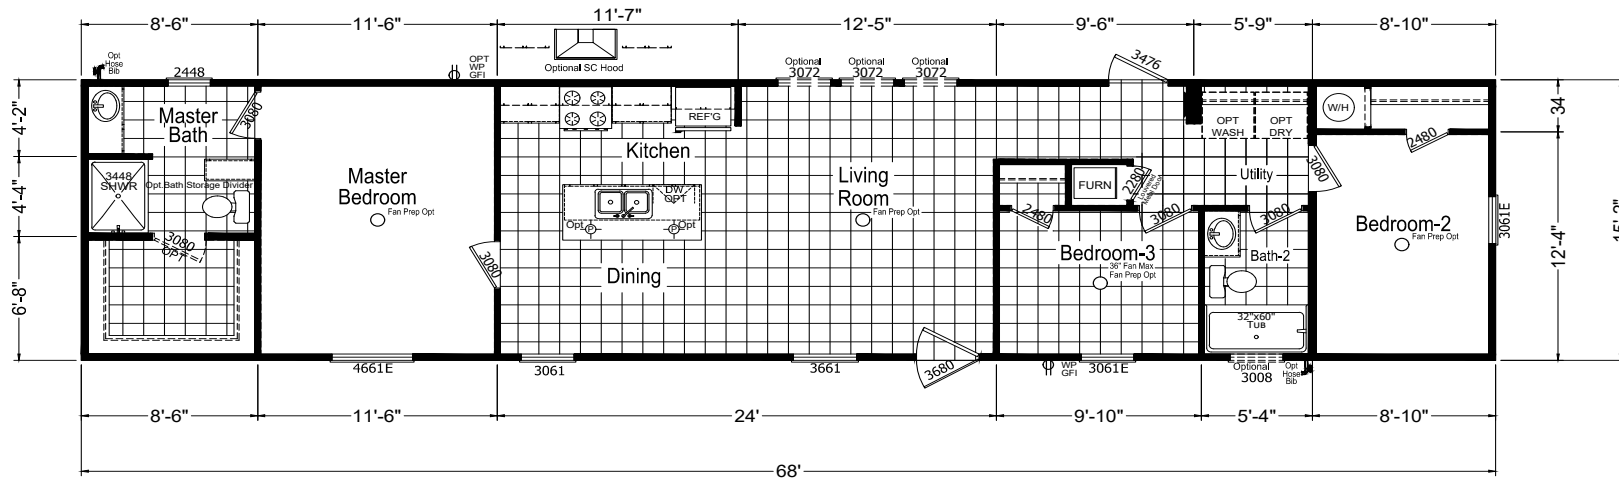 8'-6" 11'-6" 11'-7" 12'-5" 9'-6" 5'-9" 8'-10"
Opt
Hose
Bib
2448
OPT
WP
GFI
Optional SC Hood
Optional
3072
Optional
3072
Optional
3072
3476
4'-2"
4'-4"
6'-8"
Master
Bath
3080
3448
SHWR
Opt.Bath Storage Divider
3080
OPT
Master
Bedroom
Fan Prep Opt
3080
REF'G
Kitchen
DW
OPT
Opt
P
P
Opt
Dining
Living
Room
Fan Prep Opt
FURN
2280
Lowered
Metal Door
2480
3080
Bedroom-3
36" Fan Max
Fan Prep Opt
OPT
WASH
OPT
DRY
Utility
3080
3080
Bath-2
32"x60"
TUB
W/H
2480
Bedroom-2
Fan Prep Opt
3061E
34
12'-4"
15'-2"
4661E
3061
3661
3680
WP
GFI
3061E
Optional
3008
Opt
Hose
Bib
8'-6" 11'-6" 24' 9'-10" 5'-4" 8'-10"
68'